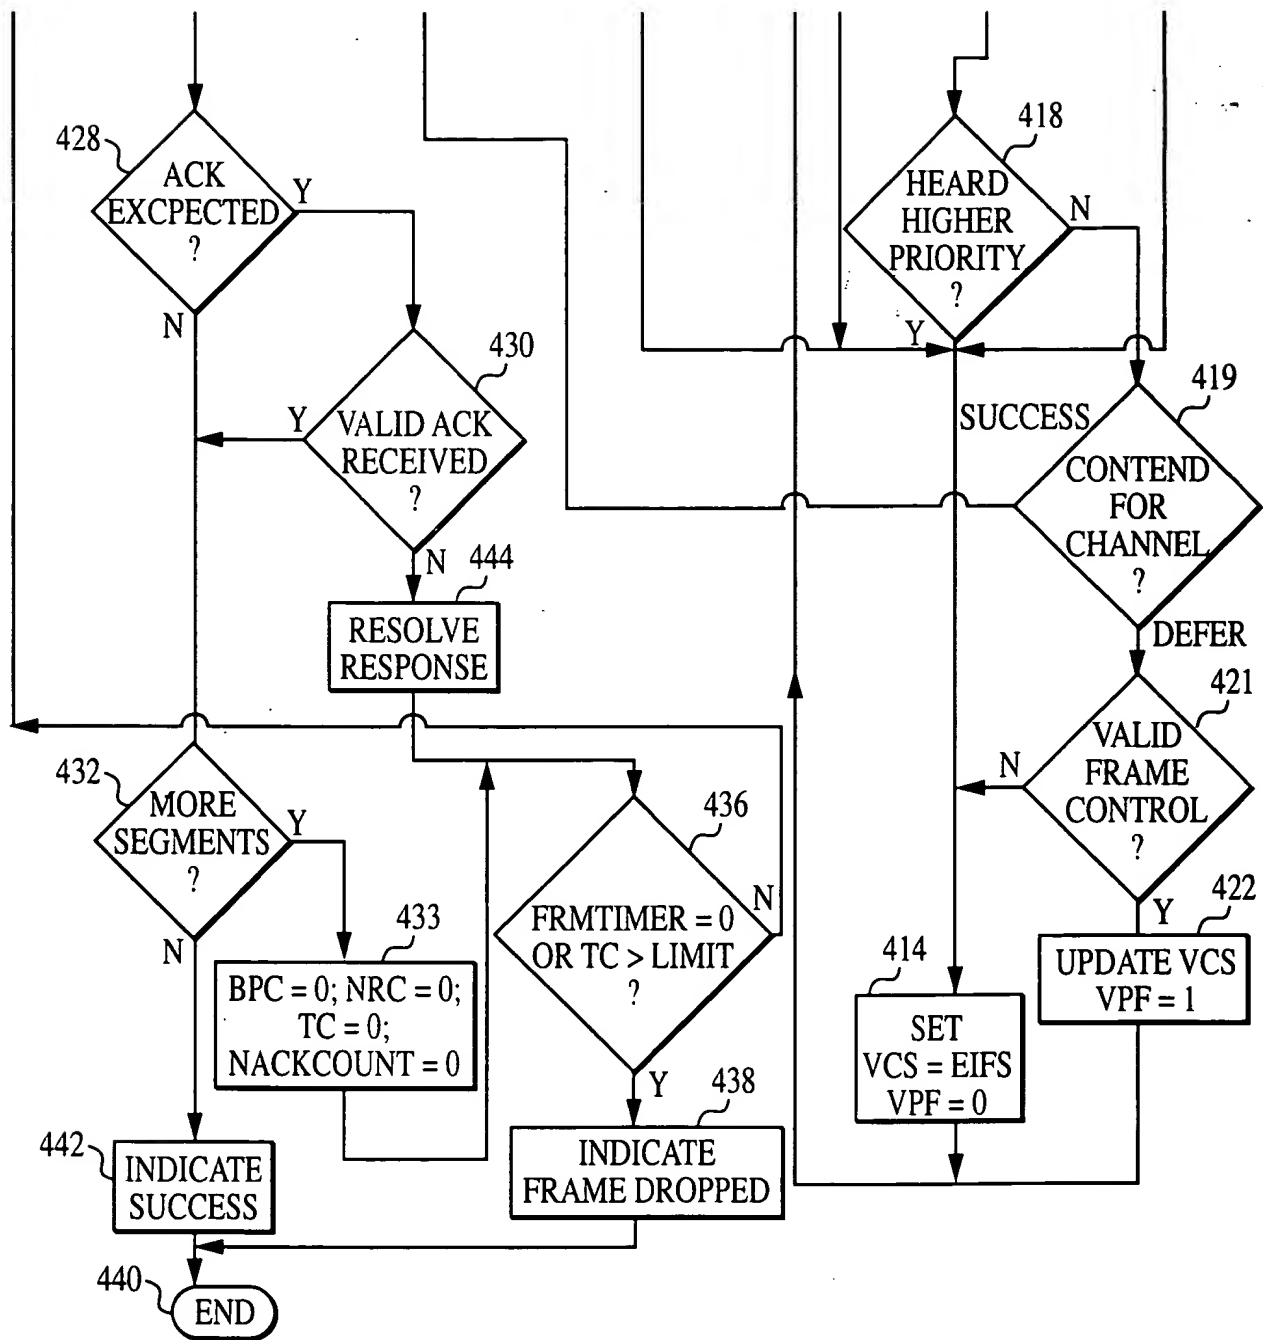 428
ACK
EXCPECTED
?
Y
N
418
HEARD
HIGHER
PRIORITY
?
N
Y
430
VALID ACK
RECEIVED
?
Y
N
419
SUCCESS
CONTEND
FOR
CHANNEL
?
DEFER
444
RESOLVE
RESPONSE
421
VALID
FRAME
CONTROL
?
N
Y
432
MORE
SEGMENTS
?
Y
N
436
FRMTIMER = 0
OR TC > LIMIT
?
N
Y
433
BPC = 0; NRC = 0;
TC = 0;
NACKCOUNT = 0
422
UPDATE VCS
VPF = 1
414
SET
VCS = EIFS
VPF = 0
438
INDICATE
FRAME DROPPED
442
INDICATE
SUCCESS
440
END